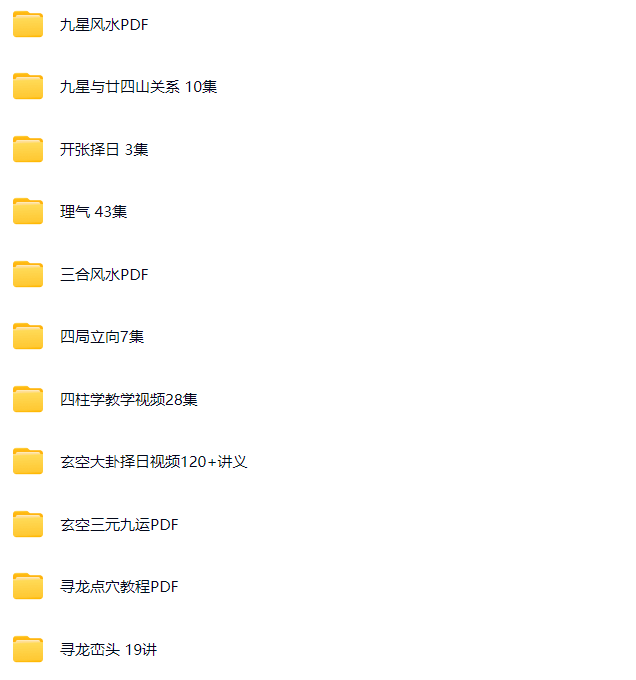 九星风水PDF
九星与廿四山关系 10集
开张择日 3集
理气 43集
三合风水PDF
四局立向7集
四柱学教学视频28集
玄空大卦择日视频120+讲义
玄空三元九运PDF
寻龙点穴教程PDF
寻龙峦头 19讲